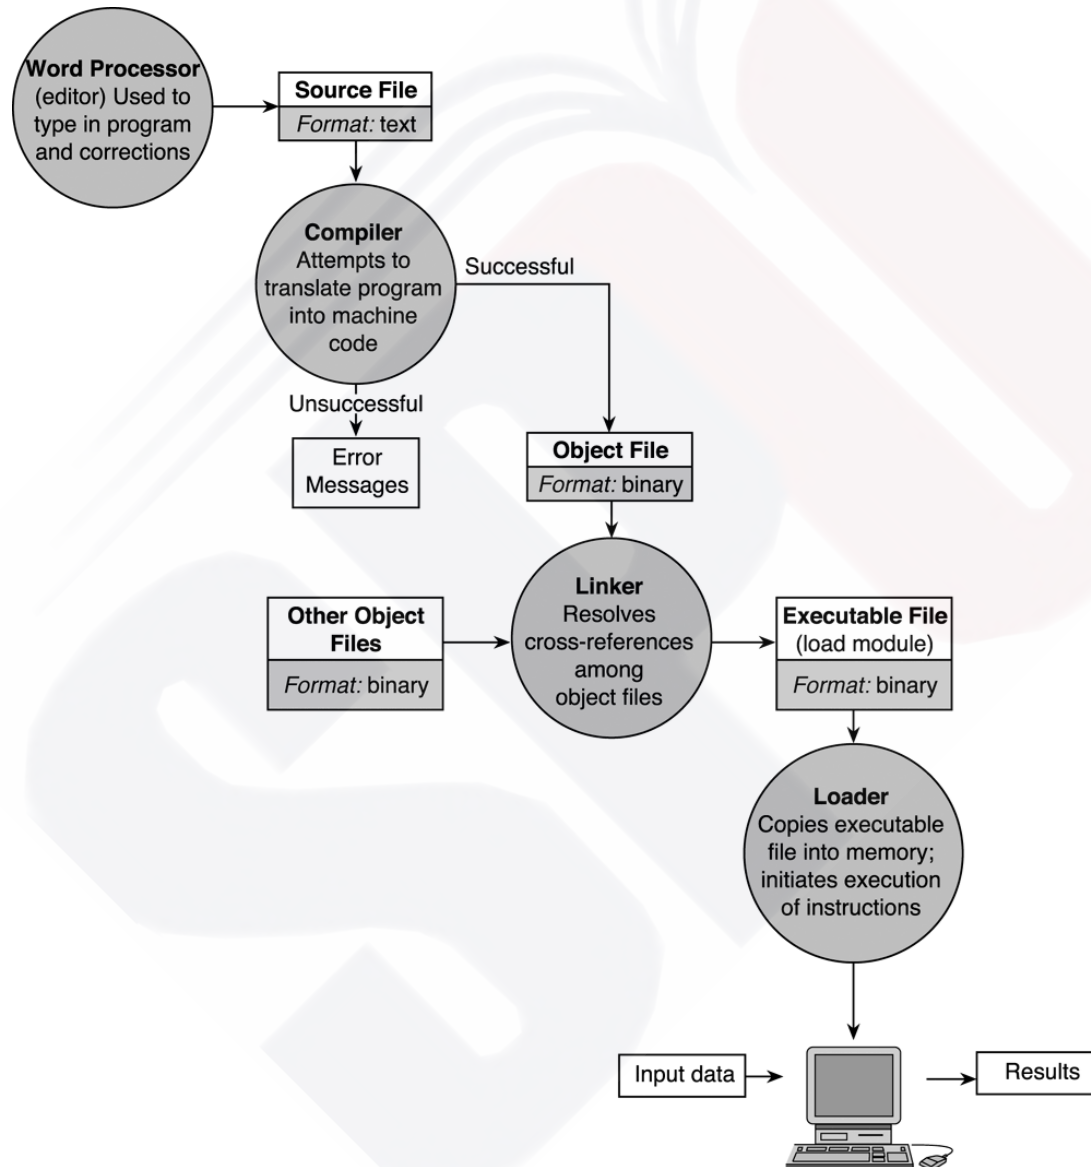 Word Processor
(editor) Used to
type in program
and corrections
Source File
Format: text
Compiler
Attempts to
translate program
into machine
code
Successful
Unsuccessful
Error
Messages
Object File
Format: binary
Other Object
Files
Format: binary
Linker
Resolves
cross-references
among
object files
Executable File
(load module)
Format: binary
Loader
Copies executable
file into memory;
initiates execution
of instructions
Input data
Results